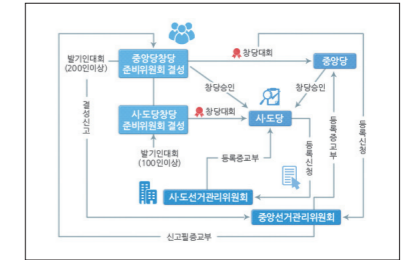 창당대회
발기인대회
(200인이상)
중앙당창당
준비위원회 결성
중앙당
창당승인
창당승인
결성신고
사·도당창당
준비위원회 결성
창당대회
사·도당
등록신청
등록증교부
등록신청
발기인대회
(100인이상)
등록증교부
사·도선거관리위원회
중앙선거관리위원회
신고필증교부